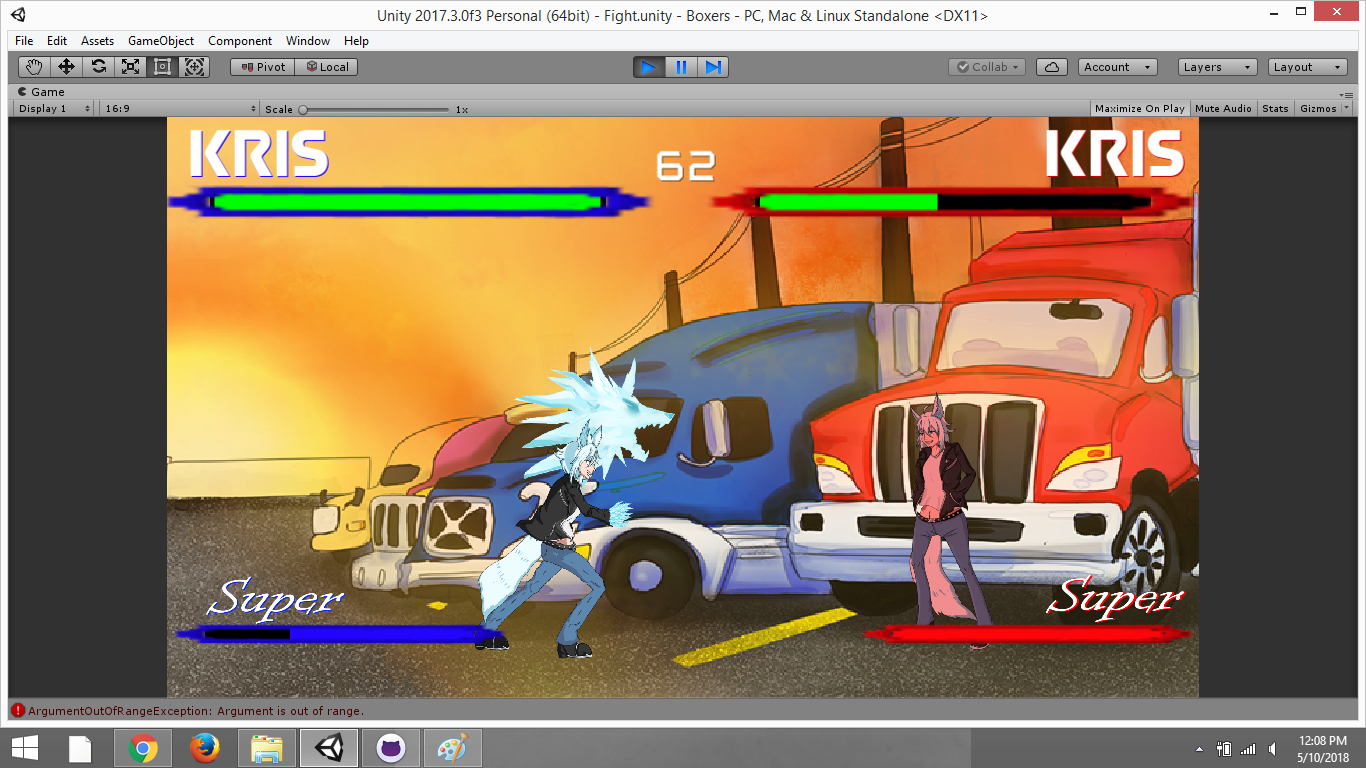 Unity 2017.3.0f3 Personal (64bit) - Fight.unity - Boxers - PC, Mac & Linux Standalone <DX11>
File Edit Assets GameObject Component Window Help
Pivot Local Collab Account Layers Layout
Game
Display 1 16:9 Scale 1x Maximize On Play Mute Audio Stats Gizmos
KRIS 62 KRIS
Super Super
ArgumentOutOfRangeException: Argument is out of range.
12:08 PM
5/10/2018